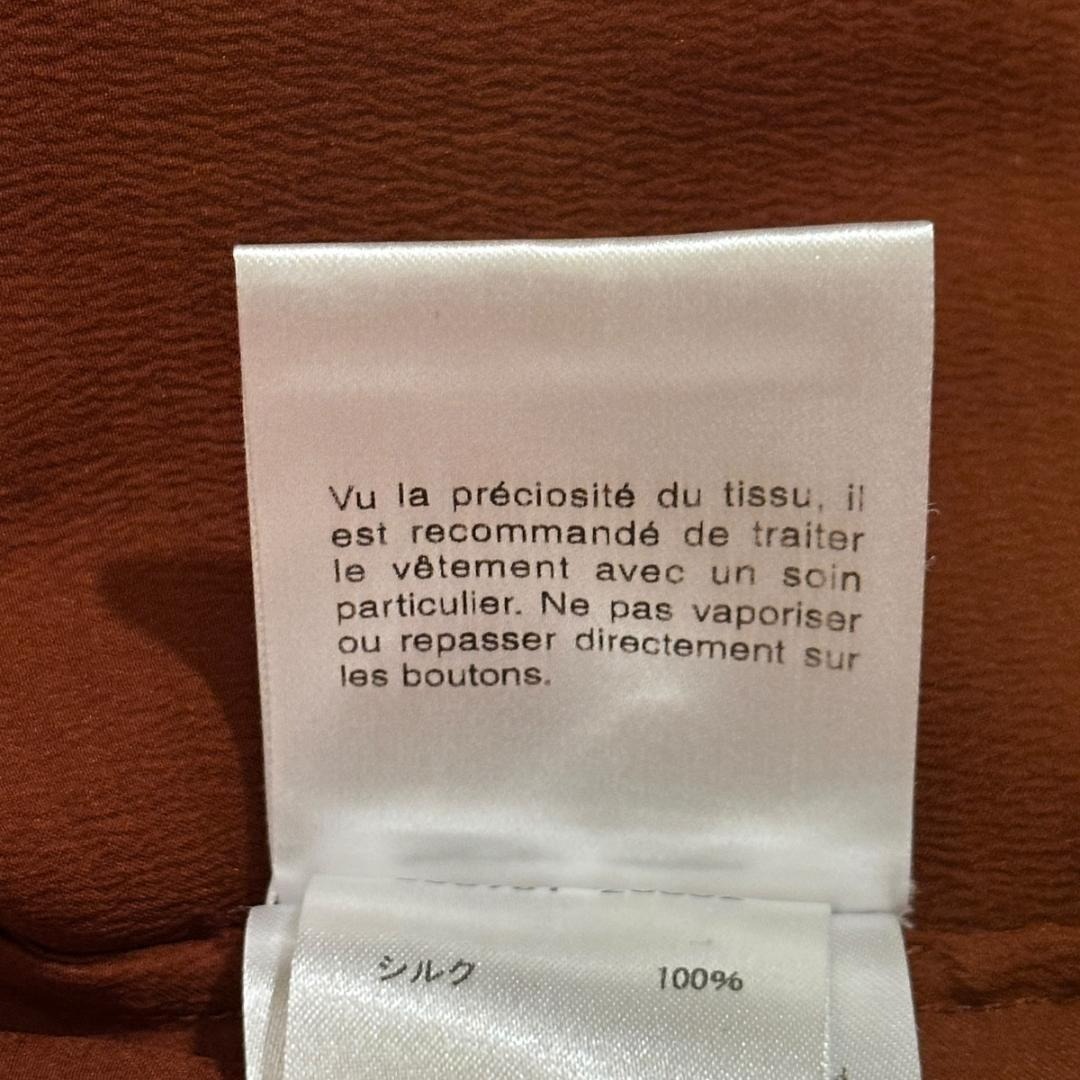 Vu la préciosité du tissu, il
est recommandé de traiter
le vêtement avec un soin
particulier. Ne pas vaporiser
ou repasser directement sur
les boutons.
シルク 100%